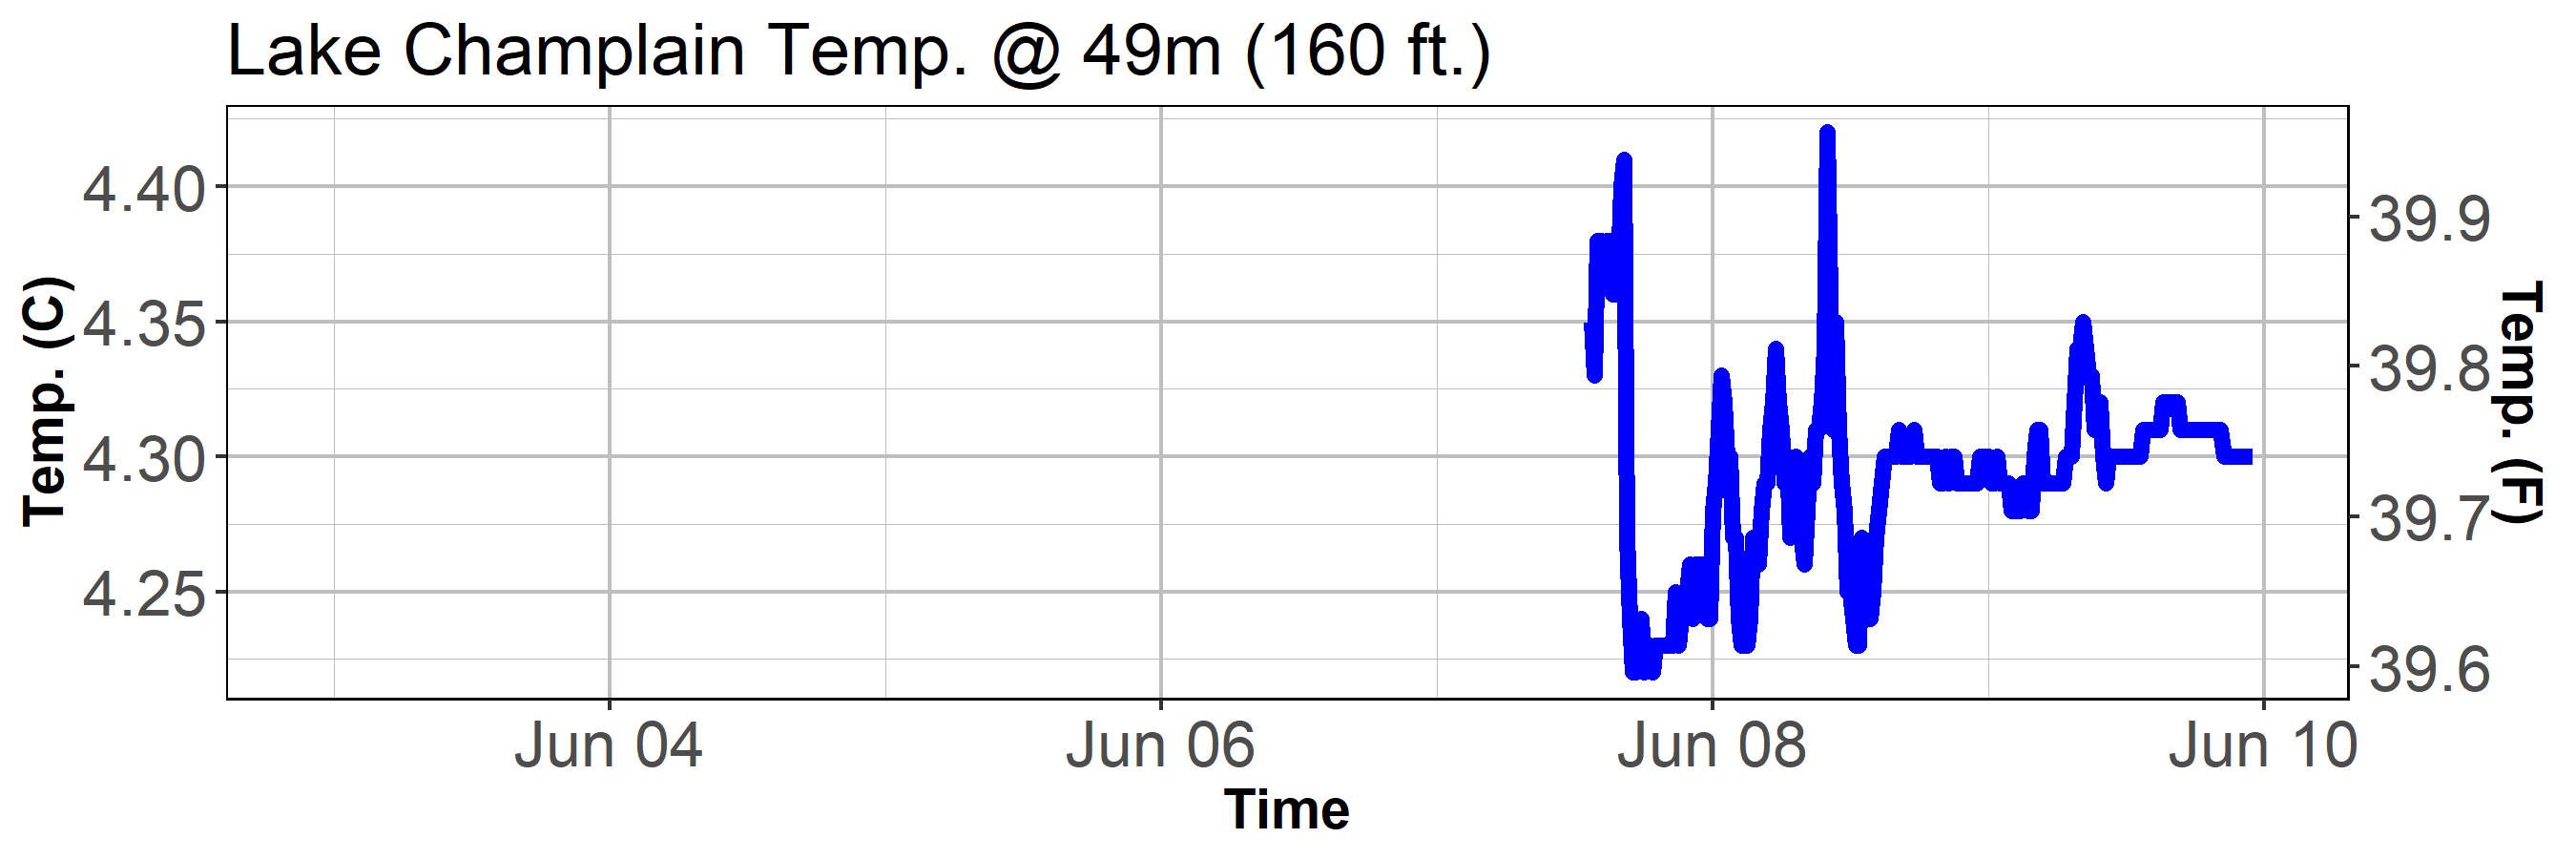 Lake Champlain Temp. @ 49m (160 ft.)
Temp. (C)
4.40
4.35
4.30
4.25
39.9
39.8
39.7
39.6
Temp. (F)
Jun 04 Jun 06 Jun 08 Jun 10
Time